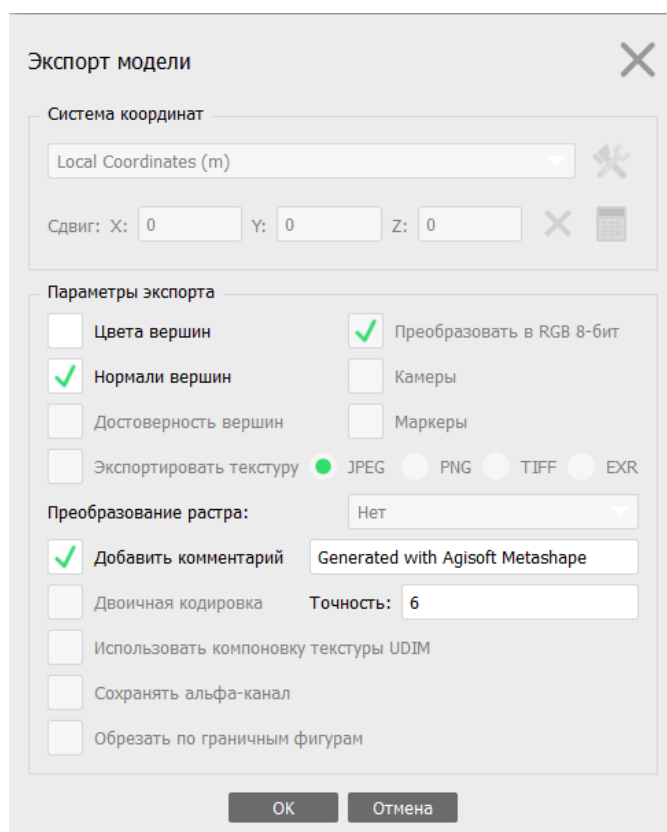 Экспорт модели
Система координат
Local Coordinates (m)
Сдвиг: X: 0 Y: 0 Z: 0
Параметры экспорта
Цвета вершин Преобразовать в RGB 8-бит
Нормали вершин Камеры
Достоверность вершин Маркеры
Экспортировать текстуру JPEG PNG TIFF EXR
Преобразование растра: Нет
Добавить комментарий Generated with Agisoft Metashape
Двоичная кодировка Точность: 6
Использовать компоновку текстуры UDIM
Сохранять альфа-канал
Обрезать по граничным фигурам
ОК Отмена